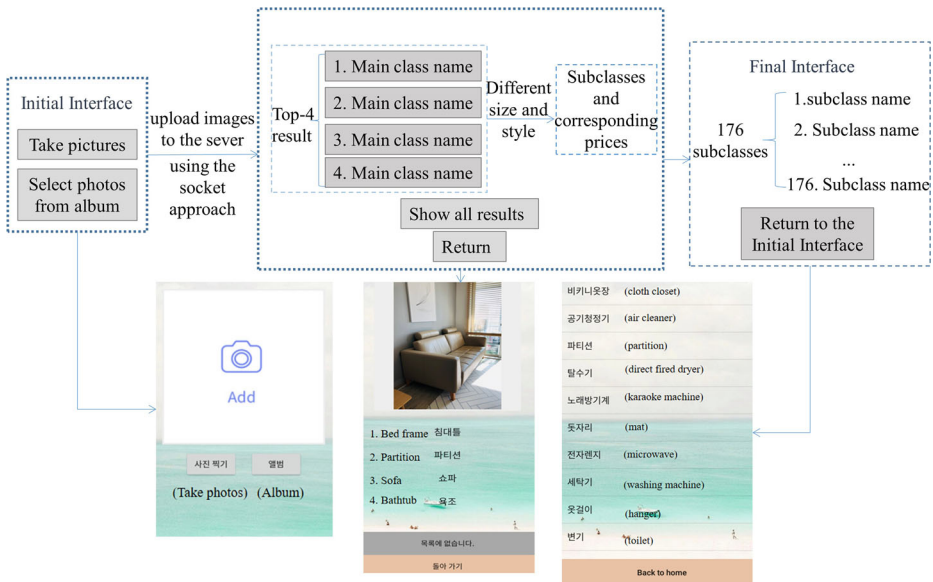 Initial Interface
Take pictures
Select photos
from album
upload images
to the sever
using the
socket
approach
Top-4
result
1. Main class name
2. Main class name
3. Main class name
4. Main class name
Different
size and
style
Subclasses
and
corresponding
prices
Show all results
Return
Final Interface
176
subclasses
1.subclass name
2. Subclass name
...
176. Subclass name
Return to the
Initial Interface
Add
사진 찍기 앨범
(Take photos) (Album)
1. Bed frame 침대틀
2. Partition 파티션
3. Sofa 쇼파
4. Bathtub 욕조
목록에 없습니다.
돌아 가기
비키니옷장 (cloth closet)
공기청정기 (air cleaner)
파티션 (partition)
탈수기 (direct fired dryer)
노래방기계 (karaoke machine)
돗자리 (mat)
전자렌지 (microwave)
세탁기 (washing machine)
옷걸이 (hanger)
변기 (toilet)
Back to home